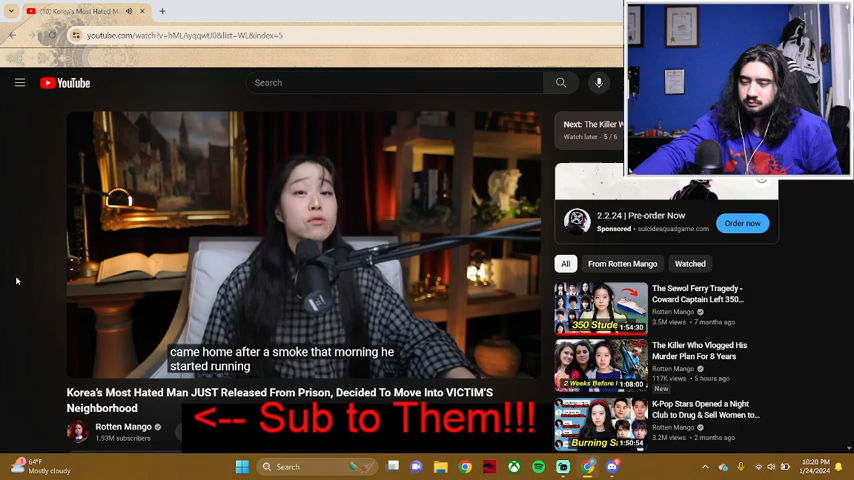 (10) Korea's Most Hated M
youtube.com/watch?v=hMLAyqqwtJ0&list=WL&index=5
YouTube
Search
Next: The Killer W
Watch later · 5 / 6
2.2.24 | Pre-order Now
Sponsored · suicidesquadgame.com
Order now
All
From Rotten Mango
Watched
350 Stude
1:54:30
The Sewol Ferry Tragedy -
Coward Captain Left 350...
Rotten Mango
3.5M views · 7 months ago
2 Weeks Before
1:08:00
The Killer Who Vlogged His
Murder Plan For 8 Years
Rotten Mango
117K views · 5 hours ago
New
Burning S
1:50:54
K-Pop Stars Opened a Night
Club to Drug & Sell Women to...
Rotten Mango
3.2M views · 2 months ago
came home after a smoke that morning he
started running
Korea's Most Hated Man JUST Released From Prison, Decided To Move Into VICTIM'S
Neighborhood
Rotten Mango
1.93M subscribers
<-- Sub to Them!!!
64°F
Mostly cloudy
Search
10:20 PM
1/24/2024